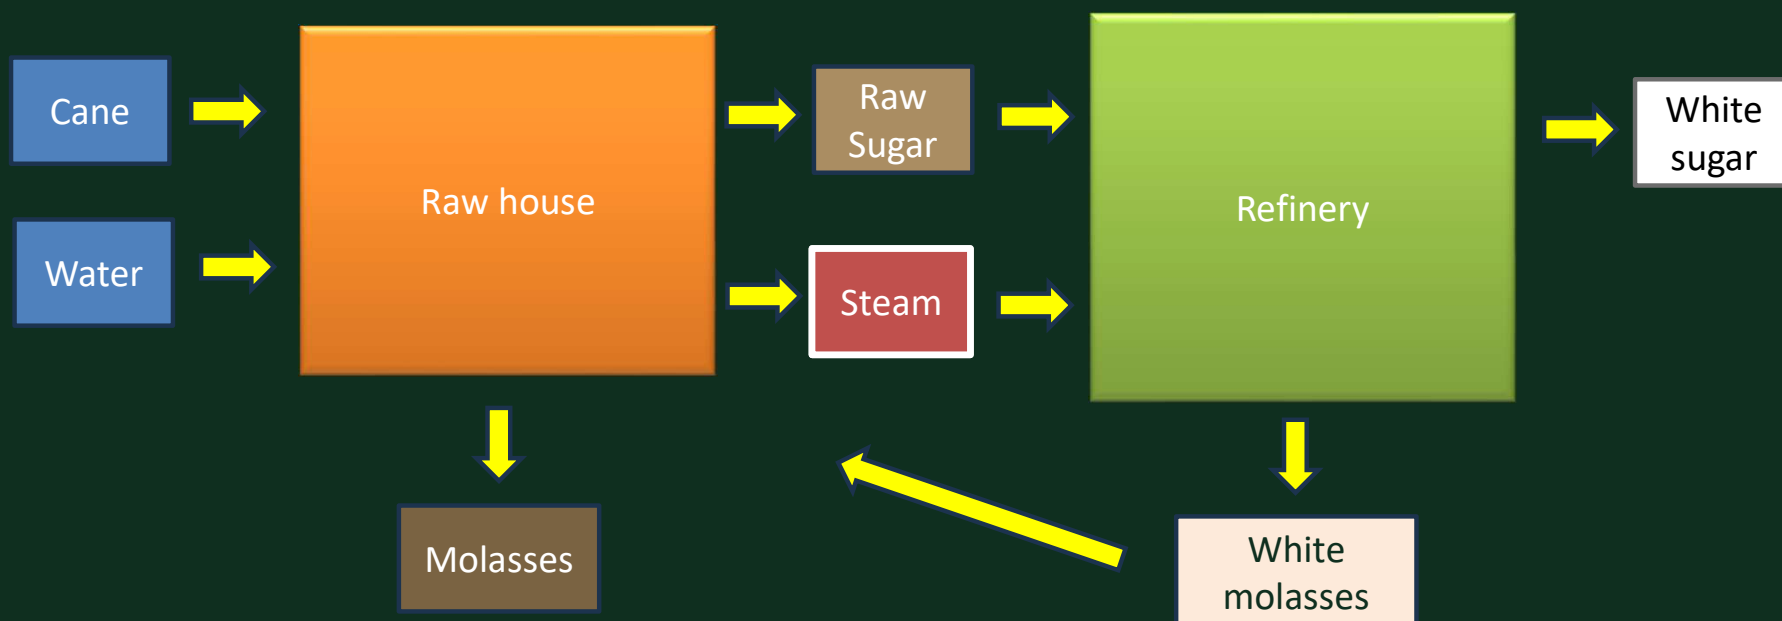 Cane
Water
Raw house
Raw
Sugar
Steam
Refinery
White
sugar
Molasses
White
molasses